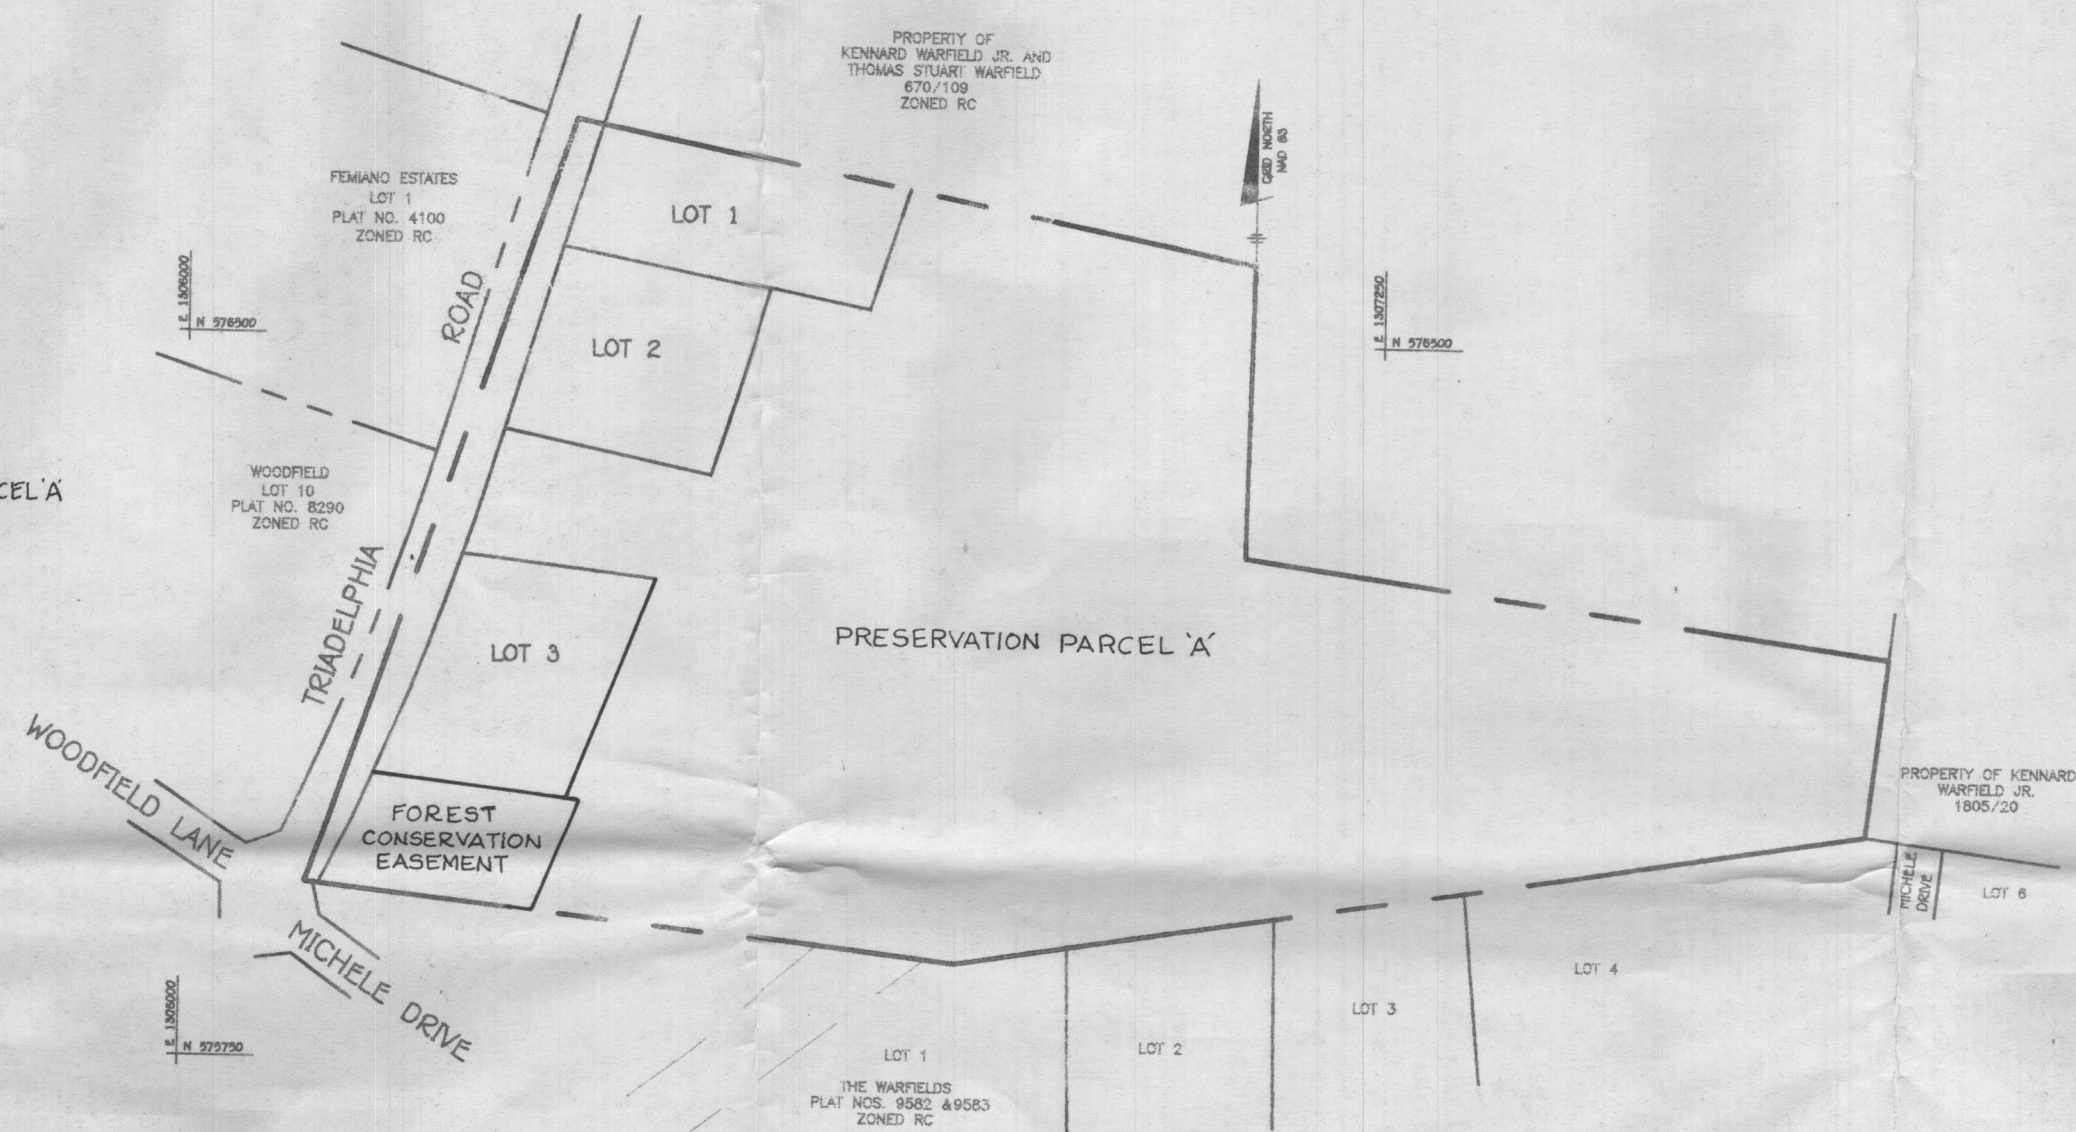 PROPERTY OF
KENNARD WARFIELD JR. AND
THOMAS STUART WARFIELD
670/109
ZONED RC
GRID NORTH
NAD 83
FEMIANO ESTATES
LOT 1
PLAT NO. 4100
ZONED RC
LOT 1
E 1306000
N 576500
ROAD
E 1307250
N 576500
LOT 2
WOODFIELD
LOT 10
PLAT NO. 8290
ZONED RC
CEL 'A'
TRIADELPHIA
LOT 3
PRESERVATION PARCEL 'A'
WOODFIELD LANE
FOREST
CONSERVATION
EASEMENT
PROPERTY OF KENNARD
WARFIELD JR.
1805/20
MICHELE
DRIVE
LOT 6
MICHELE DRIVE
E 1306000
N 575750
LOT 1
LOT 2
LOT 3
LOT 4
THE WARFIELDS
PLAT NOS. 9582 &9583
ZONED RC